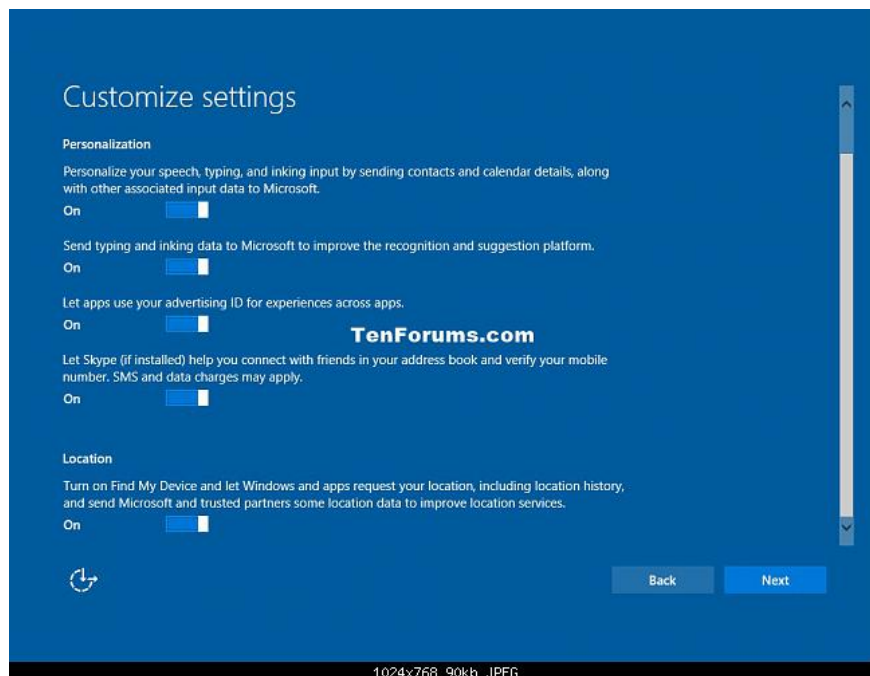 Customize settings
Personalization
Personalize your speech, typing, and inking input by sending contacts and calendar details, along
with other associated input data to Microsoft.
On
Send typing and inking data to Microsoft to improve the recognition and suggestion platform.
On
Let apps use your advertising ID for experiences across apps.
On
TenForums.com
Let Skype (if installed) help you connect with friends in your address book and verify your mobile
number. SMS and data charges may apply.
On
Location
Turn on Find My Device and let Windows and apps request your location, including location history,
and send Microsoft and trusted partners some location data to improve location services.
On
Back
Next
1024x768 90kb JPEG